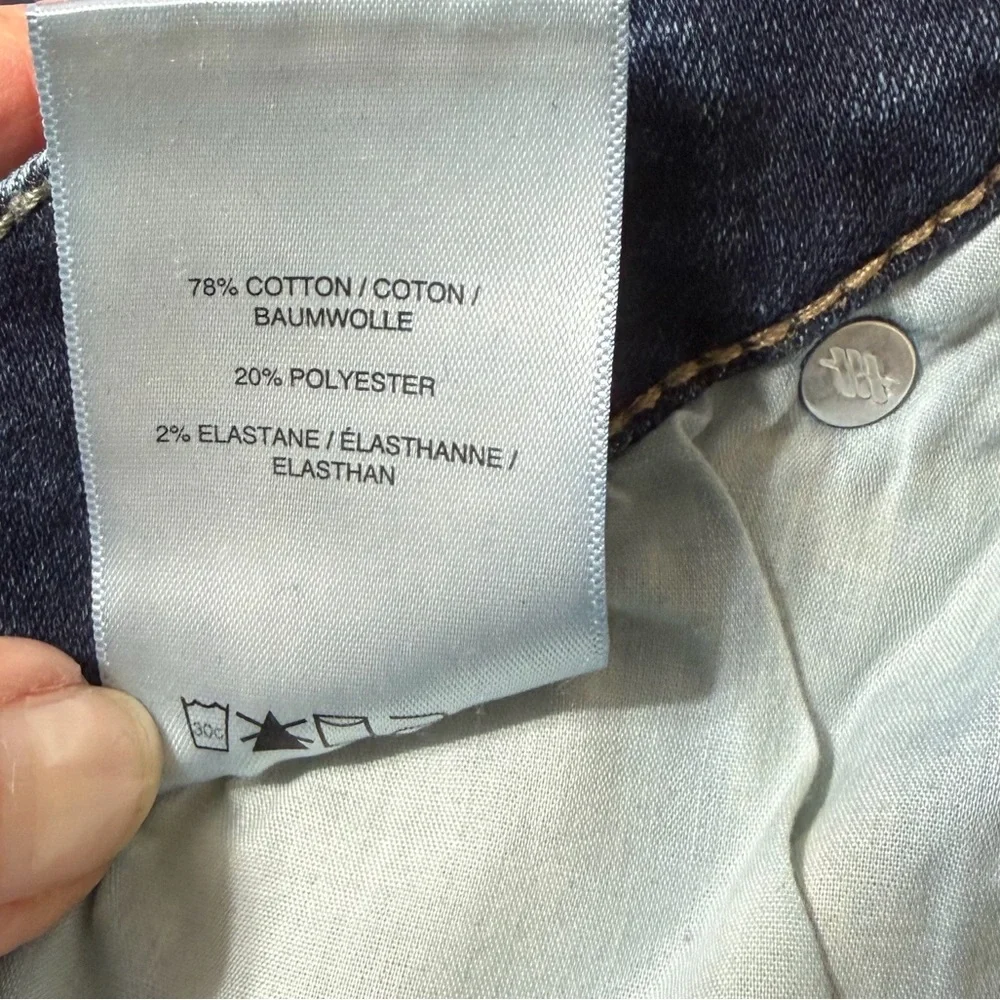 78% COTTON / COTON /
BAUMWOLLE
20% POLYESTER
2% ELASTANE / ÉLASTHANNE /
ELASTHAN
30c